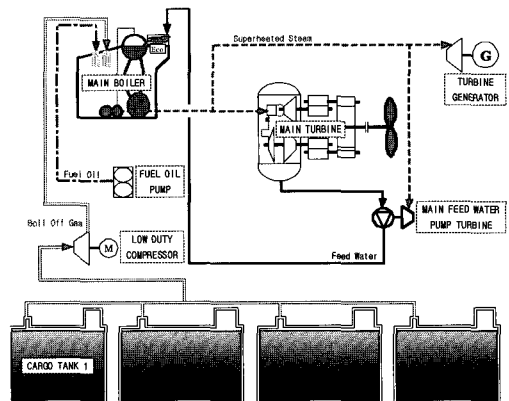 Superheated Steam
Eco
G
MAIN BOILER
TURBINE
GENERATOR
MAIN TURBINE
Fuel Oil
FUEL OIL
PUMP
MAIN FEED WATER
PUMP TURBINE
Boil Off Gas
M
LOW DUTY
COMPRESSOR
Feed Water
CARGO TANK 1